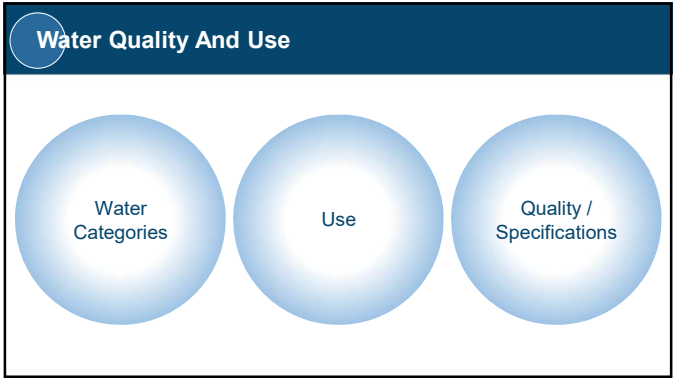 Water Quality And Use
Water
Categories
Use
Quality /
Specifications